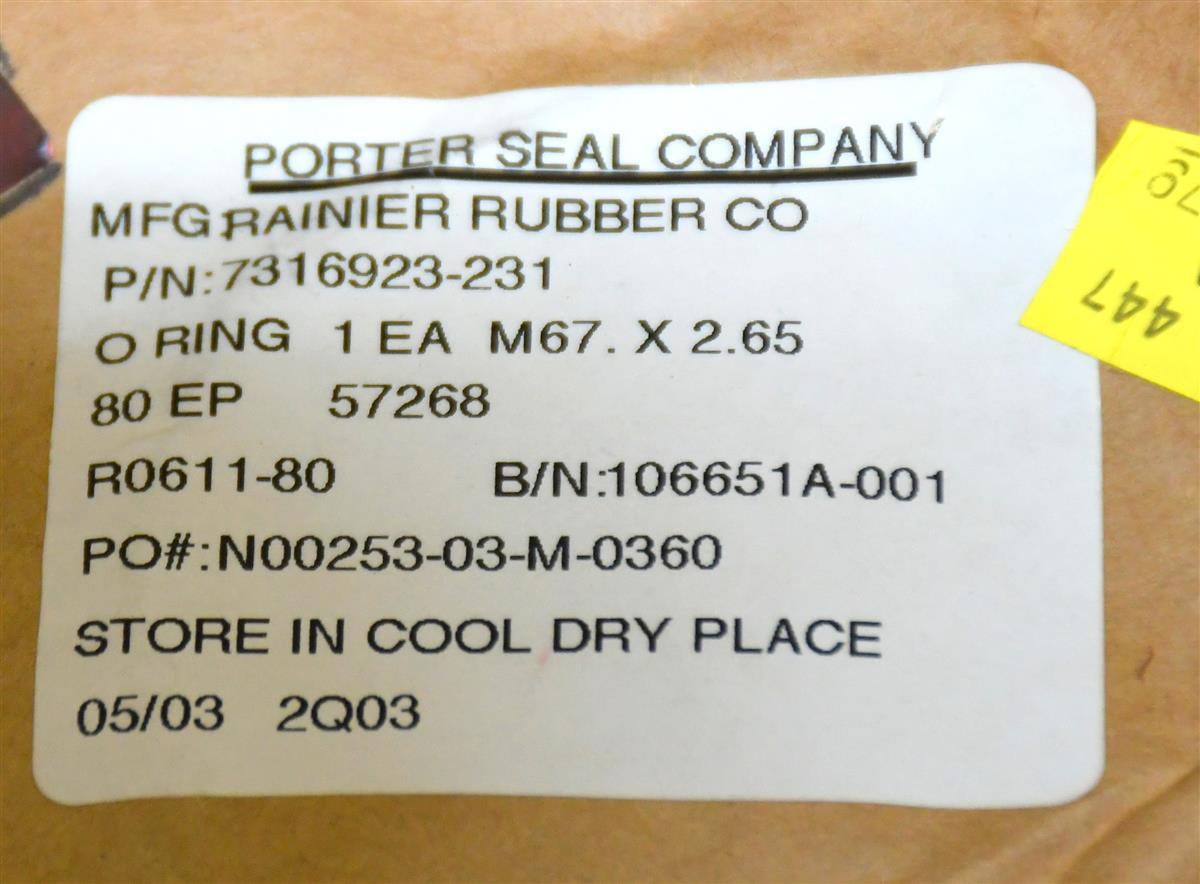 PORTER SEAL COMPANY
MFG:RAINIER RUBBER CO
P/N:7316923-231
O RING 1 EA M67. X 2.65
80 EP 57268
R0611-80 B/N:106651A-001
PO#:N00253-03-M-0360
STORE IN COOL DRY PLACE
05/03 2Q03
447